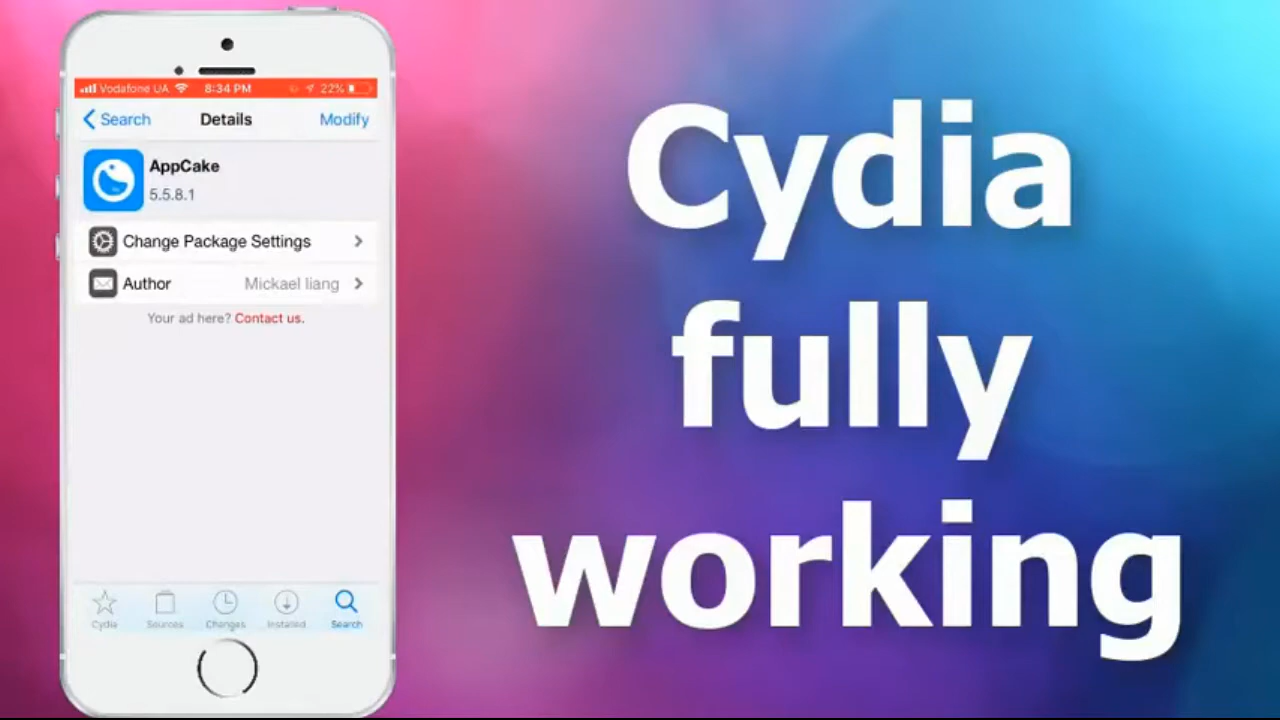 Vodafone UA 8:34 PM 22%
Search Details Modify
AppCake
5.5.8.1
Change Package Settings
Author Mickael liang
Your ad here? Contact us.
Cydia Sources Changes Installed Search
Cydia
fully
working